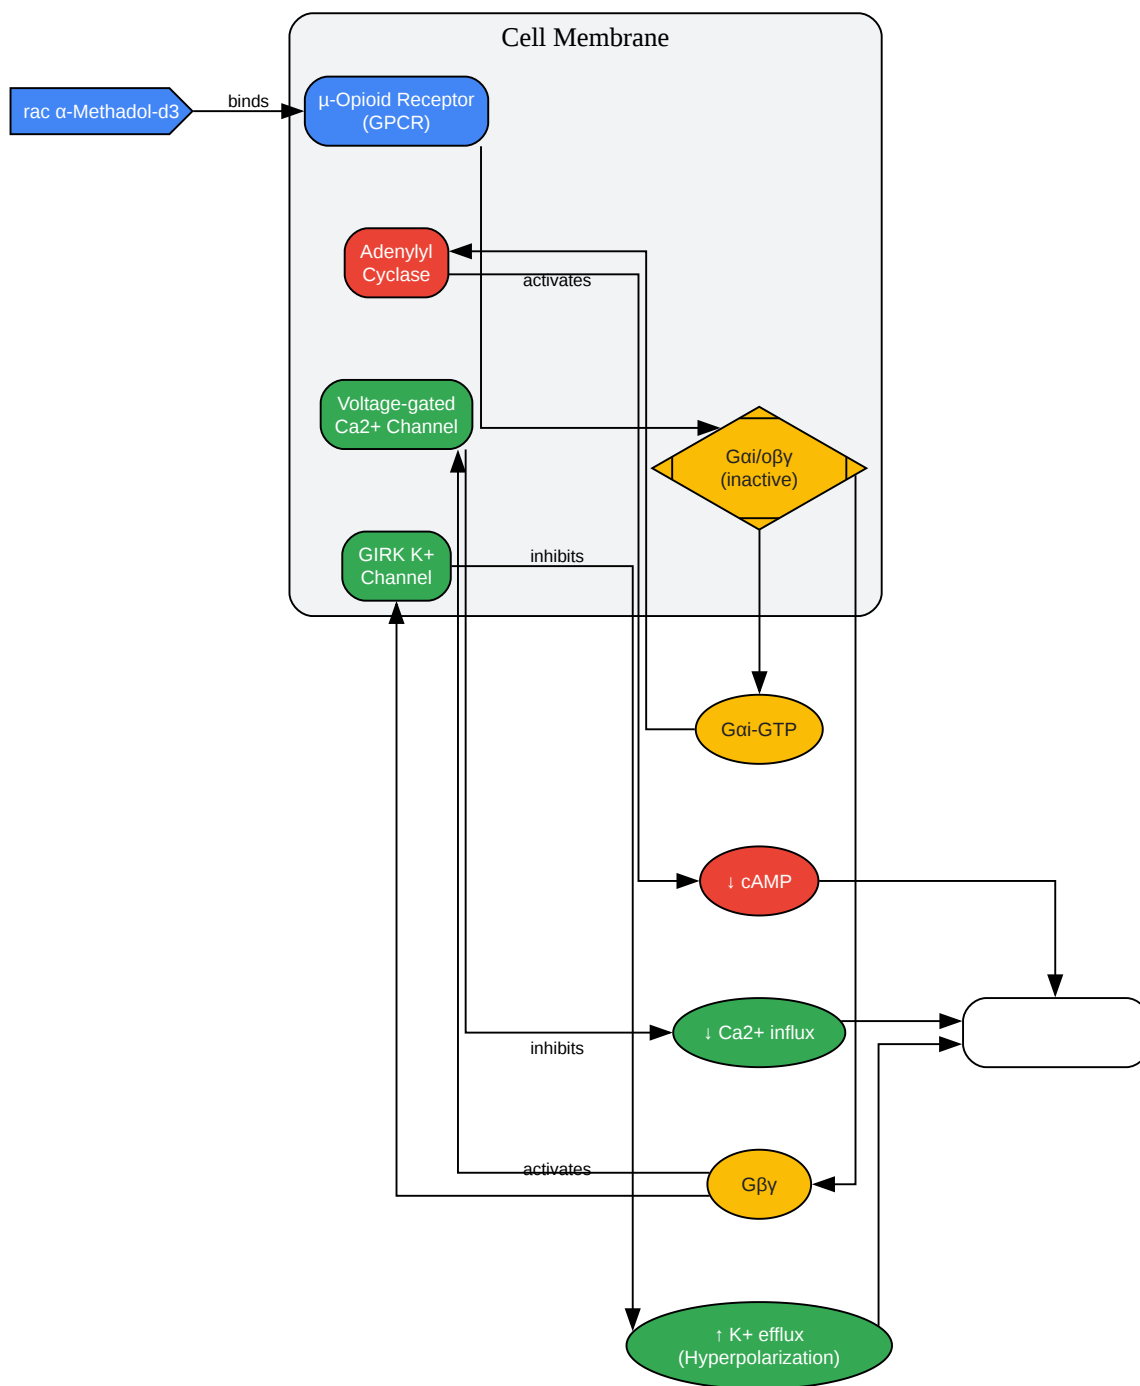 Cell Membrane
rac α-Methadol-d3
binds
μ-Opioid Receptor
(GPCR)
Adenylyl
Cyclase
activates
Voltage-gated
Ca2+ Channel
Gαi/oβγ
(inactive)
GIRK K+
Channel
inhibits
Gαi-GTP
↓ cAMP
↓ Ca2+ influx
inhibits
activates
Gβγ
↑ K+ efflux
(Hyperpolarization)